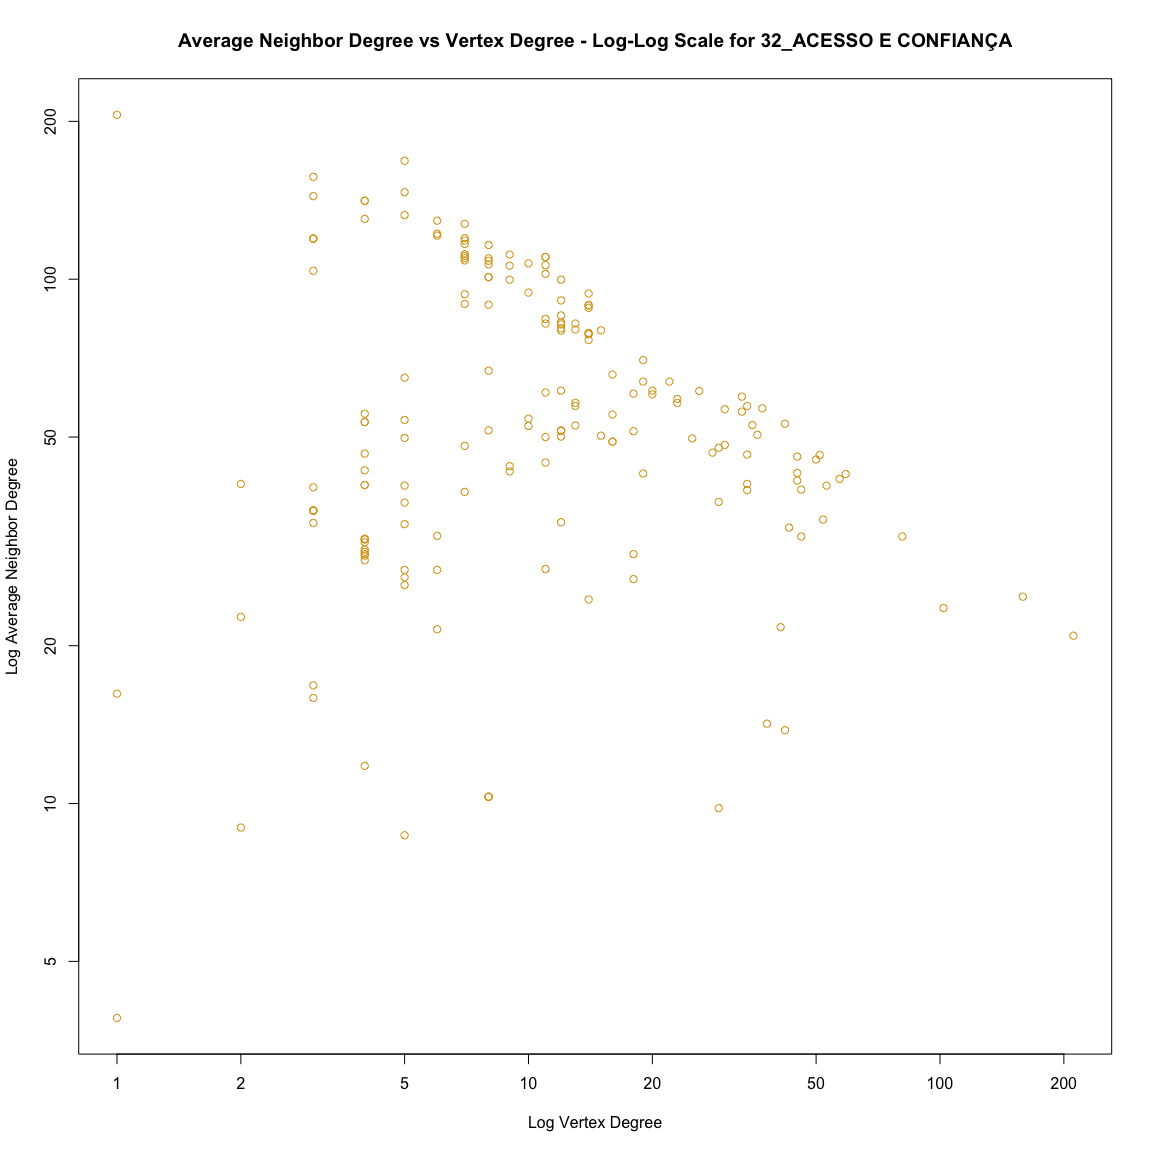 Average Neighbor Degree vs Vertex Degree - Log-Log Scale for 32_ACESSO E CONFIANÇA
Log Average Neighbor Degree
200
100
50
20
10
5
1 2 5 10 20 50 100 200
Log Vertex Degree